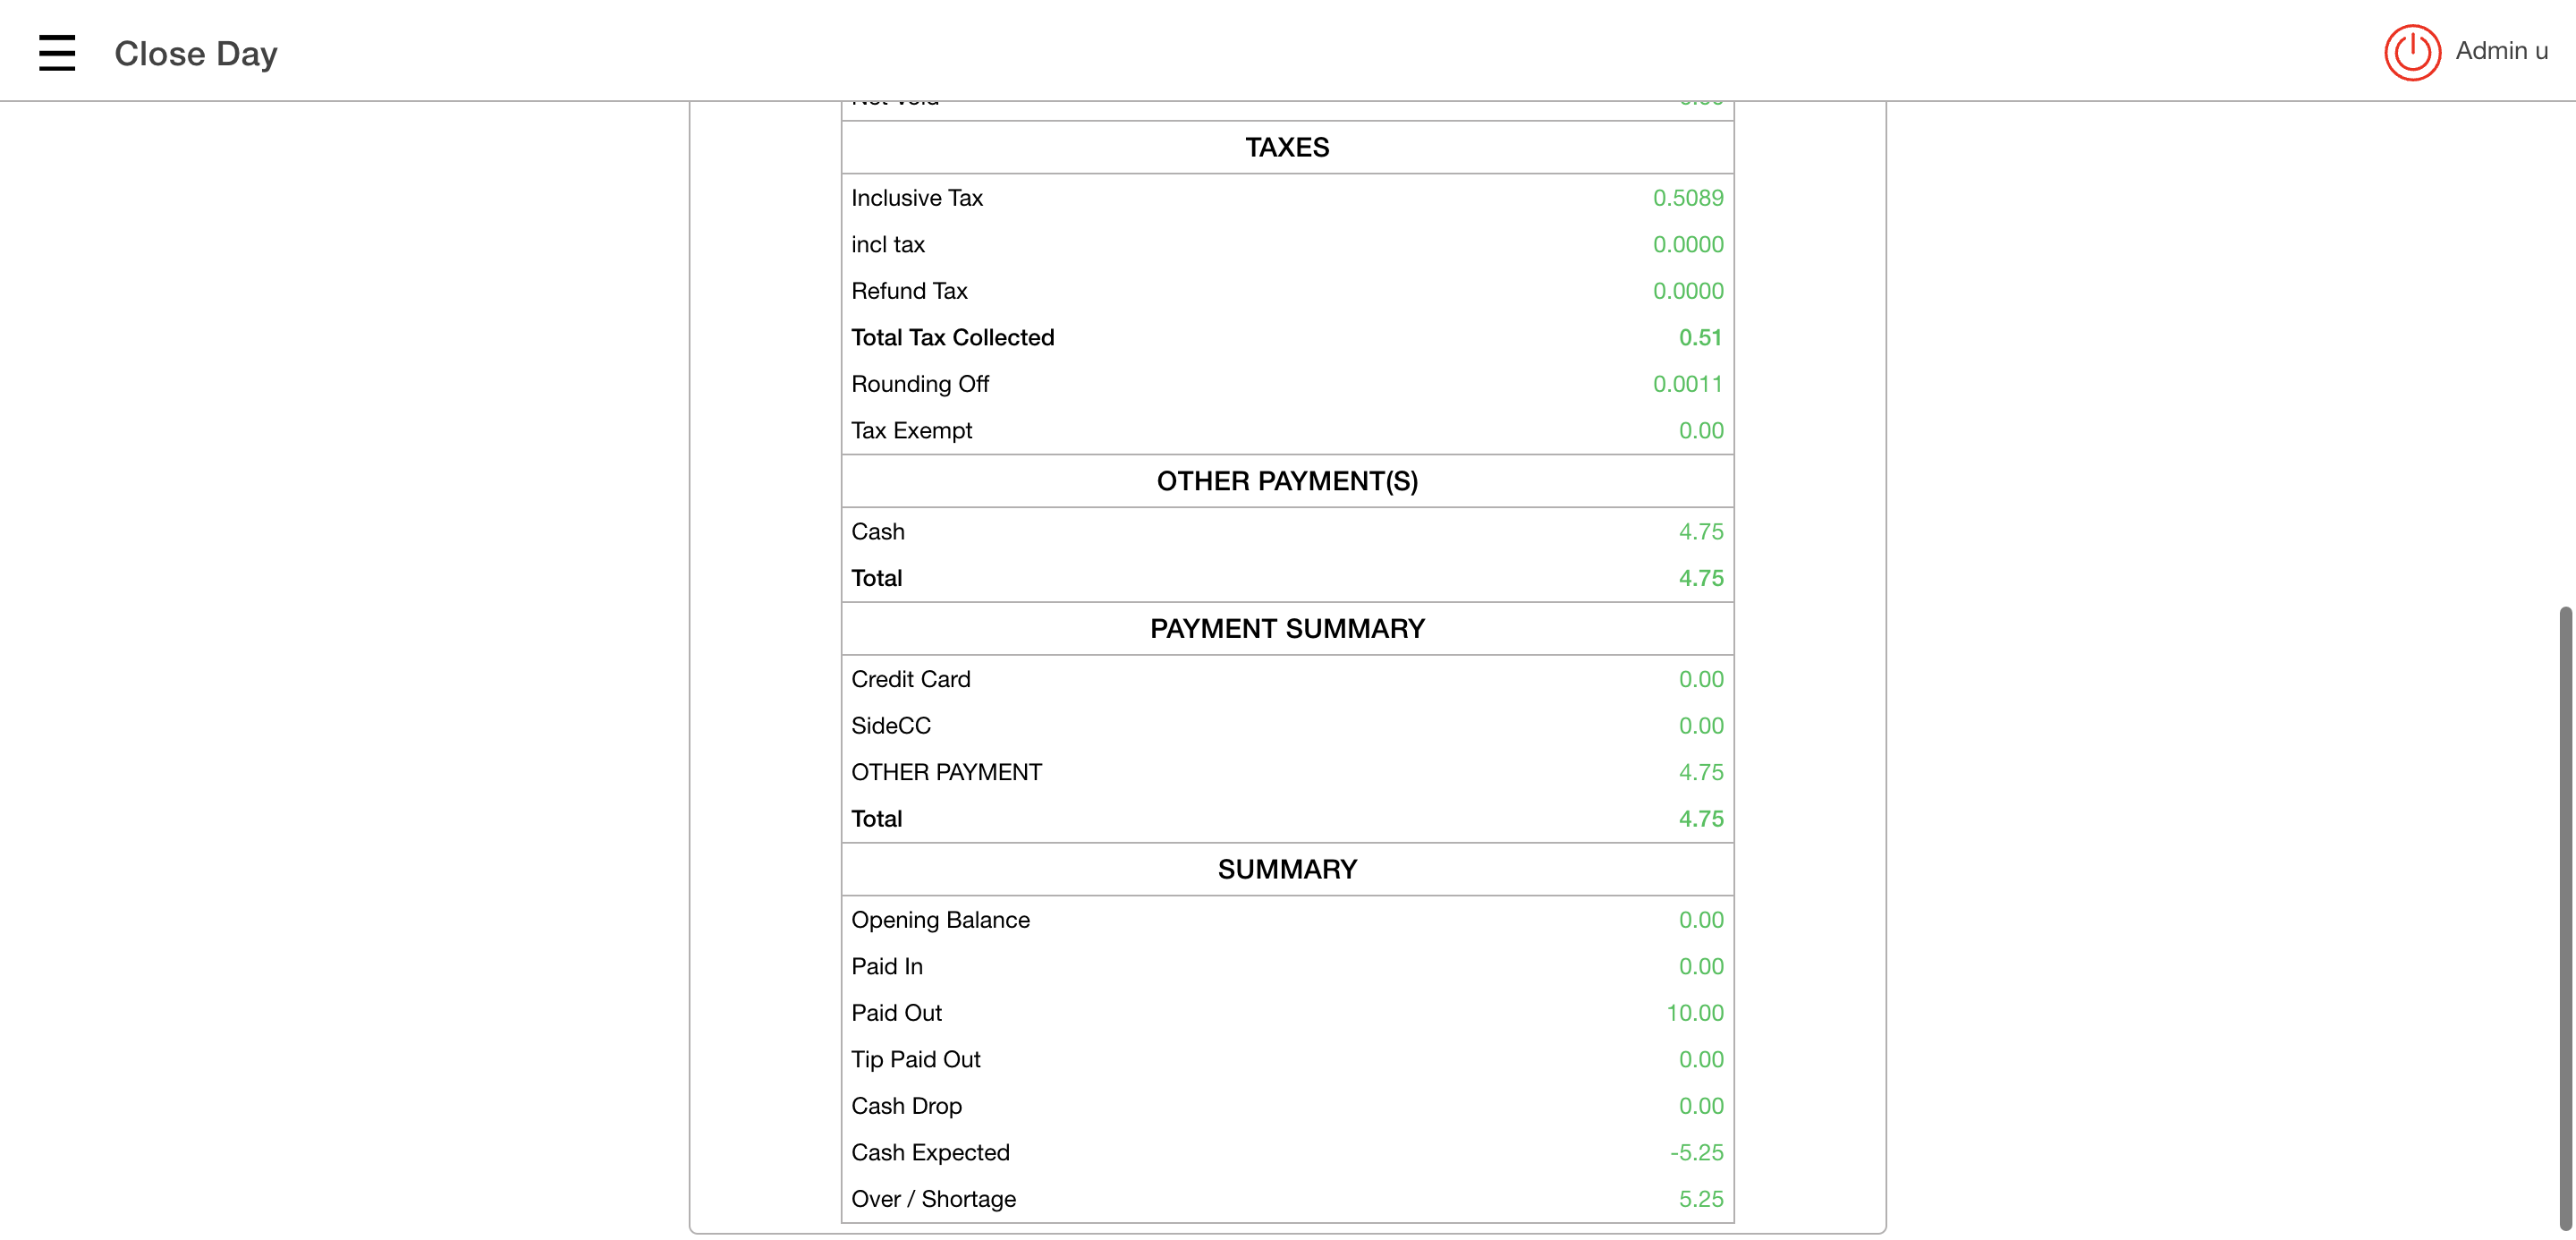 Close Day
Admin u
TAXES
Inclusive Tax 0.5089
incl tax 0.0000
Refund Tax 0.0000
Total Tax Collected 0.51
Rounding Off 0.0011
Tax Exempt 0.00
OTHER PAYMENT(S)
Cash 4.75
Total 4.75
PAYMENT SUMMARY
Credit Card 0.00
SideCC 0.00
OTHER PAYMENT 4.75
Total 4.75
SUMMARY
Opening Balance 0.00
Paid In 0.00
Paid Out 10.00
Tip Paid Out 0.00
Cash Drop 0.00
Cash Expected -5.25
Over / Shortage 5.25